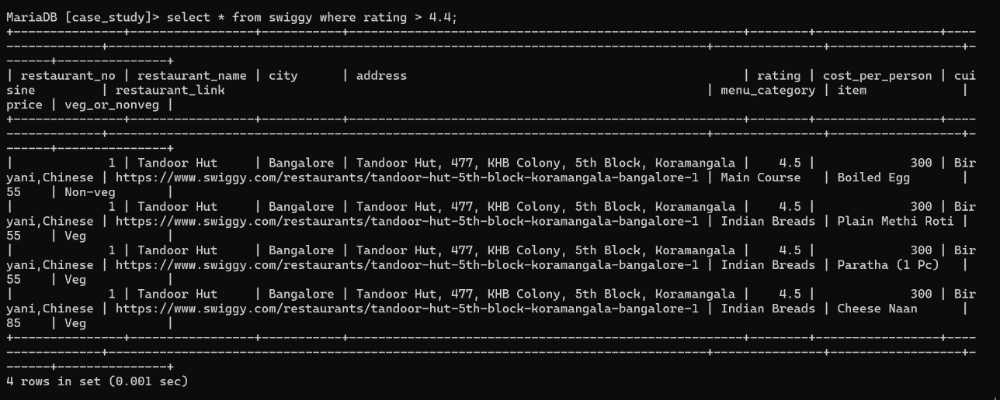 MariaDB [case_study]> select * from swiggy where rating > 4.4;
+---------------+-----------------+-----------+------------------------------------------------------+--------+-----------------+----
-------------+----------------------------------------------------------------------------------+---------------+------------------+-
------+---------------+
| restaurant_no | restaurant_name | city      | address                                              | rating | cost_per_person | cui
sine         | restaurant_link                                                                  | menu_category | item             |
price | veg_or_nonveg |
+---------------+-----------------+-----------+------------------------------------------------------+--------+-----------------+----
-------------+----------------------------------------------------------------------------------+---------------+------------------+-
------+---------------+
|             1 | Tandoor Hut     | Bangalore | Tandoor Hut, 477, KHB Colony, 5th Block, Koramangala |    4.5 |             300 | Bir
yani,Chinese | https://www.swiggy.com/restaurants/tandoor-hut-5th-block-koramangala-bangalore-1 | Main Course   | Boiled Egg       |
55    | Non-veg       |
|             1 | Tandoor Hut     | Bangalore | Tandoor Hut, 477, KHB Colony, 5th Block, Koramangala |    4.5 |             300 | Bir
yani,Chinese | https://www.swiggy.com/restaurants/tandoor-hut-5th-block-koramangala-bangalore-1 | Indian Breads | Plain Methi Roti |
55    | Veg           |
|             1 | Tandoor Hut     | Bangalore | Tandoor Hut, 477, KHB Colony, 5th Block, Koramangala |    4.5 |             300 | Bir
yani,Chinese | https://www.swiggy.com/restaurants/tandoor-hut-5th-block-koramangala-bangalore-1 | Indian Breads | Paratha (1 Pc)   |
55    | Veg           |
|             1 | Tandoor Hut     | Bangalore | Tandoor Hut, 477, KHB Colony, 5th Block, Koramangala |    4.5 |             300 | Bir
yani,Chinese | https://www.swiggy.com/restaurants/tandoor-hut-5th-block-koramangala-bangalore-1 | Indian Breads | Cheese Naan      |
85    | Veg           |
+---------------+-----------------+-----------+------------------------------------------------------+--------+-----------------+----
-------------+----------------------------------------------------------------------------------+---------------+------------------+-
------+---------------+
4 rows in set (0.001 sec)